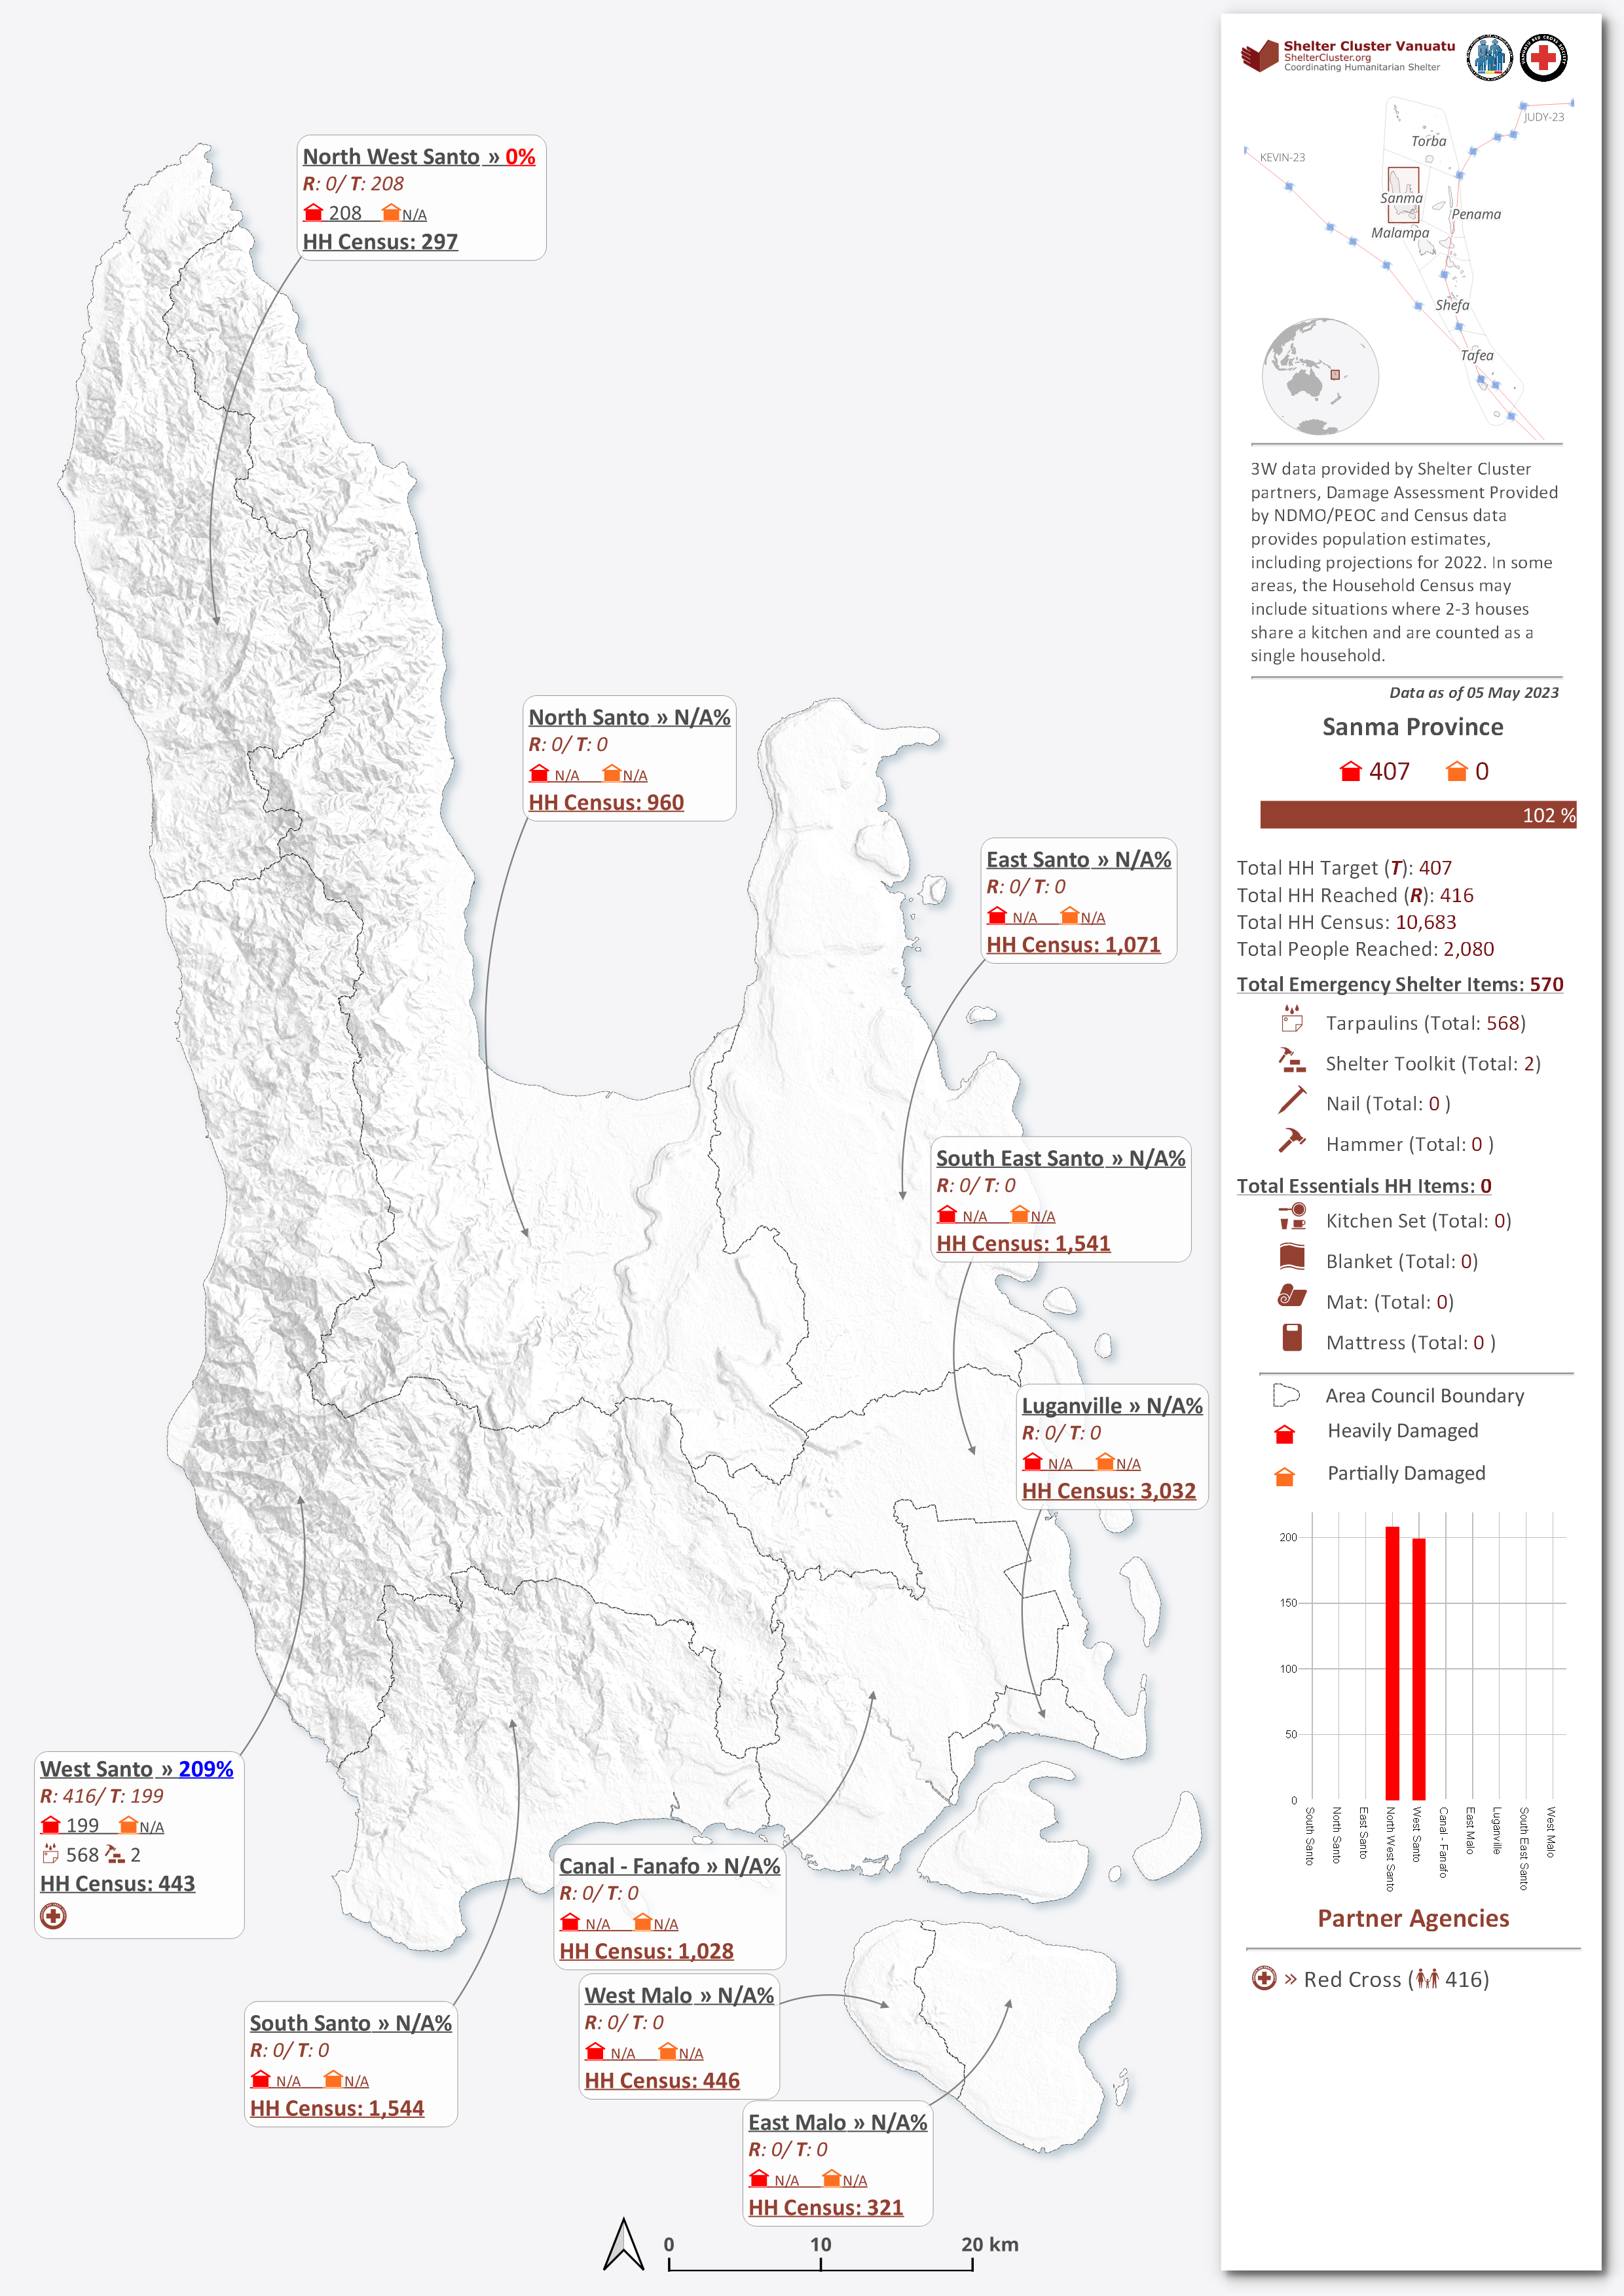 Shelter Cluster Vanuatu
ShelterCluster.org
Coordinating Humanitarian Shelter
JUDY-23
KEVIN-23
Torba
Sanma
Penama
Malampa
Shefa
Tafea
3W data provided by Shelter Cluster
partners, Damage Assessment Provided
by NDMO/PEOC and Census data
provides population estimates,
including projections for 2022. In some
areas, the Household Census may
include situations where 2-3 houses
share a kitchen and are counted as a
single household.
Data as of 05 May 2023
Sanma Province
407 0
102 %
Total HH Target (T): 407
Total HH Reached (R): 416
Total HH Census: 10,683
Total People Reached: 2,080
Total Emergency Shelter Items: 570
Tarpaulins (Total: 568)
Shelter Toolkit (Total: 2)
Nail (Total: 0 )
Hammer (Total: 0 )
Total Essentials HH Items: 0
Kitchen Set (Total: 0)
Blanket (Total: 0)
Mat: (Total: 0)
Mattress (Total: 0 )
Area Council Boundary
Heavily Damaged
Partially Damaged
200
150
100
50
0
South Santo
North Santo
East Santo
North West Santo
West Santo
Canal - Fanafo
East Malo
Luganville
South East Santo
West Malo
Partner Agencies
» Red Cross ( 416)
North West Santo » 0%
R: 0/ T: 208
208 N/A
HH Census: 297
North Santo » N/A%
R: 0/ T: 0
N/A N/A
HH Census: 960
East Santo » N/A%
R: 0/ T: 0
N/A N/A
HH Census: 1,071
South East Santo » N/A%
R: 0/ T: 0
N/A N/A
HH Census: 1,541
Luganville » N/A%
R: 0/ T: 0
N/A N/A
HH Census: 3,032
West Santo » 209%
R: 416/ T: 199
199 N/A
568 2
HH Census: 443
Canal - Fanafo » N/A%
R: 0/ T: 0
N/A N/A
HH Census: 1,028
West Malo » N/A%
R: 0/ T: 0
N/A N/A
HH Census: 446
South Santo » N/A%
R: 0/ T: 0
N/A N/A
HH Census: 1,544
East Malo » N/A%
R: 0/ T: 0
N/A N/A
HH Census: 321
0 10 20 km